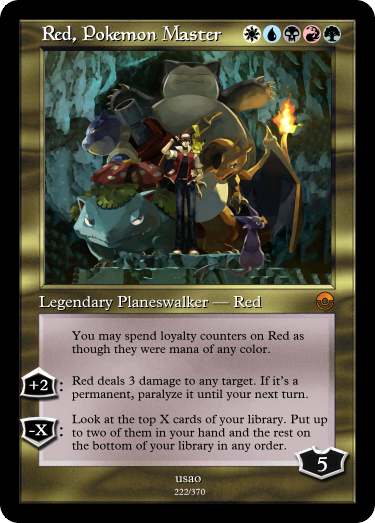 Red, Pokemon Master
Legendary Planeswalker — Red
You may spend loyalty counters on Red as
though they were mana of any color.
+2: Red deals 3 damage to any target. If it's a
permanent, paralyze it until your next turn.
-X: Look at the top X cards of your library. Put up
to two of them in your hand and the rest on
the bottom of your library in any order.
5
usao
222/370